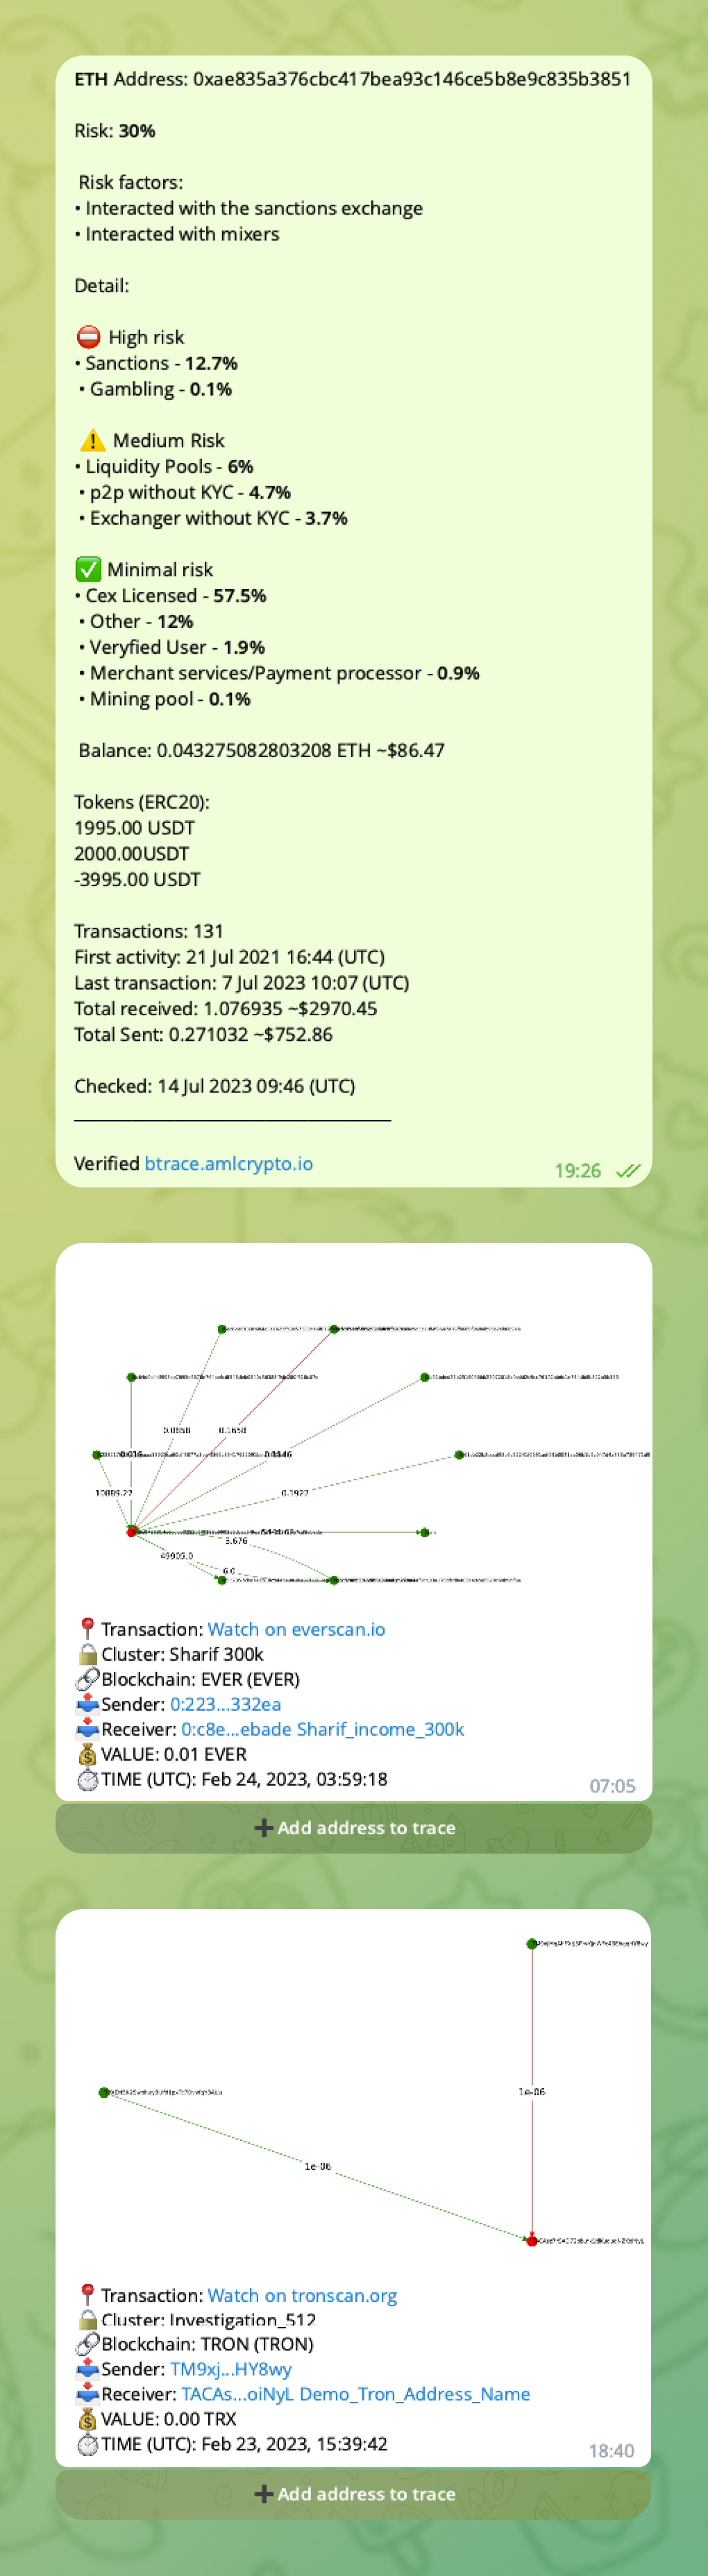 ETH Address: 0xae835a376cbc417bea93c146ce5b8e9c835b3851
Risk: 30%
Risk factors:
• Interacted with the sanctions exchange
• Interacted with mixers
Detail:
⛔ High risk
• Sanctions - 12.7%
• Gambling - 0.1%
⚠️ Medium Risk
• Liquidity Pools - 6%
• p2p without KYC - 4.7%
• Exchanger without KYC - 3.7%
✅ Minimal risk
• Cex Licensed - 57.5%
• Other - 12%
• Veryfied User - 1.9%
• Merchant services/Payment processor - 0.9%
• Mining pool - 0.1%
Balance: 0.043275082803208 ETH ~$86.47
Tokens (ERC20):
1995.00 USDT
2000.00USDT
-3995.00 USDT
Transactions: 131
First activity: 21 Jul 2021 16:44 (UTC)
Last transaction: 7 Jul 2023 10:07 (UTC)
Total received: 1.076935 ~$2970.45
Total Sent: 0.271032 ~$752.86
Checked: 14 Jul 2023 09:46 (UTC)
Verified btrace.amlcrypto.io
19:26
0.0858
0.1658
0.1922
10889.27
3.676
49905.0
6.0
📍Transaction: Watch on everscan.io
🔒Cluster: Sharif 300k
🔗Blockchain: EVER (EVER)
📤Sender: 0:223...332ea
📥Receiver: 0:c8e...ebade Sharif_income_300k
💰VALUE: 0.01 EVER
⏱TIME (UTC): Feb 24, 2023, 03:59:18
07:05
➕Add address to trace
1e-06
1e-06
📍Transaction: Watch on tronscan.org
🔒Cluster: Investigation_512
🔗Blockchain: TRON (TRON)
📤Sender: TM9xj...HY8wy
📥Receiver: TACAs...oiNyL Demo_Tron_Address_Name
💰VALUE: 0.00 TRX
⏱TIME (UTC): Feb 23, 2023, 15:39:42
18:40
➕Add address to trace